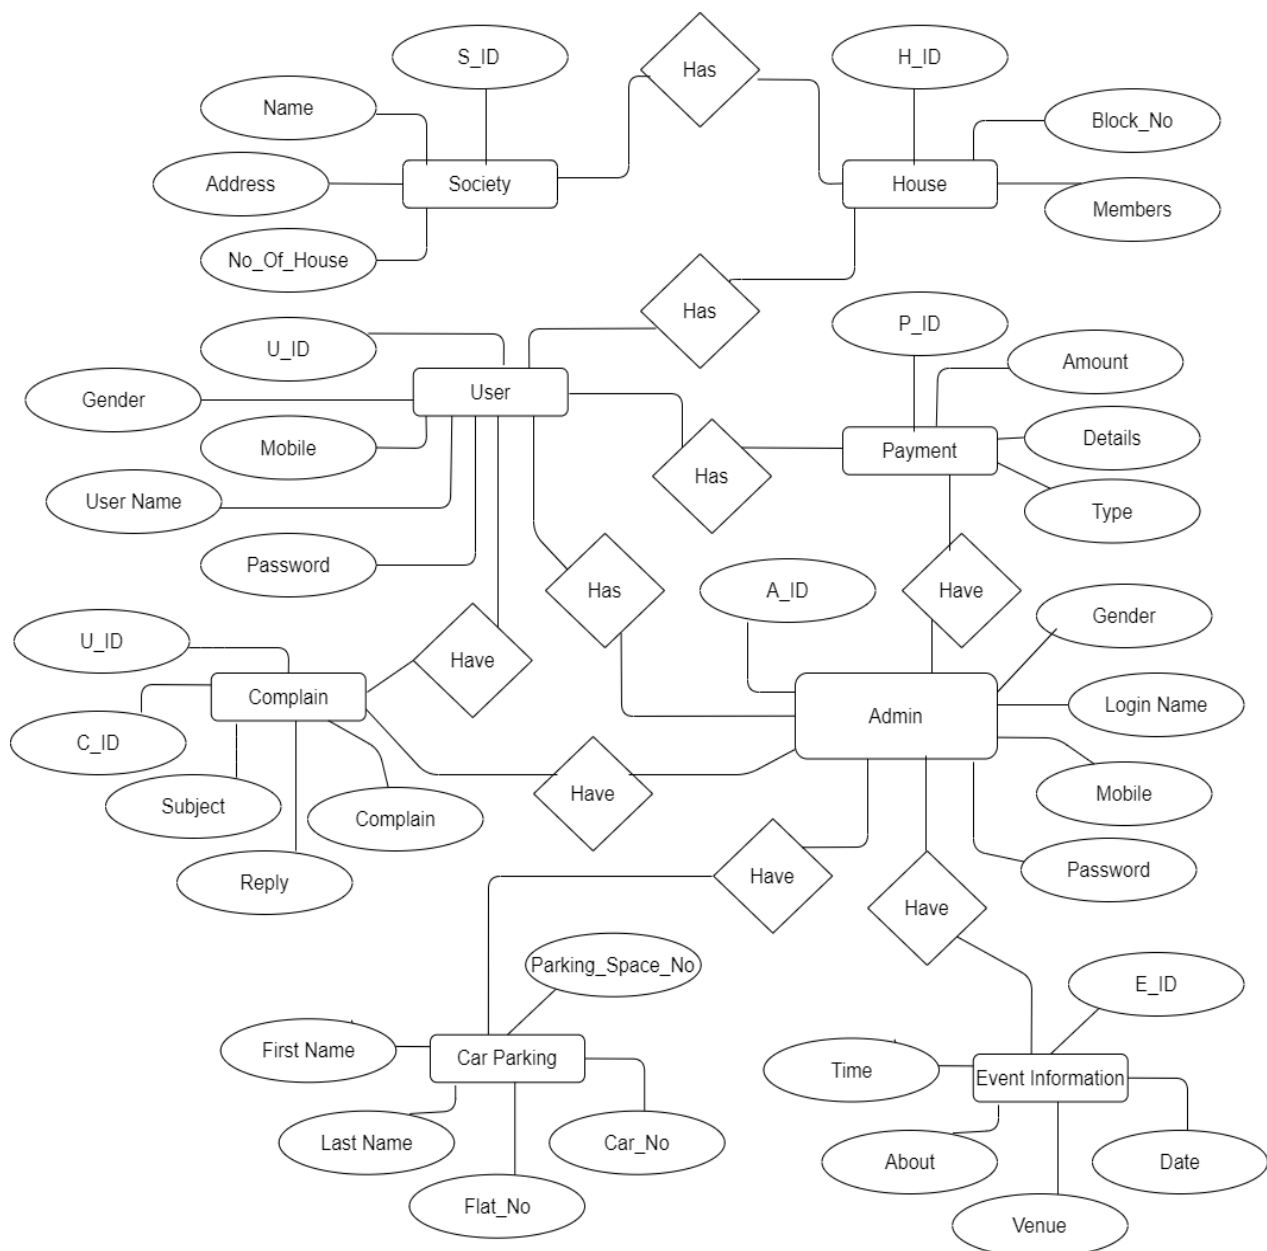 S_ID
Has
H_ID
Name
Block_No
Address
Society
House
Members
No_Of_House
Has
P_ID
U_ID
Amount
Gender
User
Mobile
Details
Has
Payment
User Name
Type
Password
Has
A_ID
Have
Gender
U_ID
Have
Complain
Admin
Login Name
C_ID
Subject
Complain
Have
Mobile
Reply
Have
Password
Have
Parking_Space_No
E_ID
First Name
Car Parking
Time
Event Information
Last Name
Car_No
About
Date
Flat_No
Venue